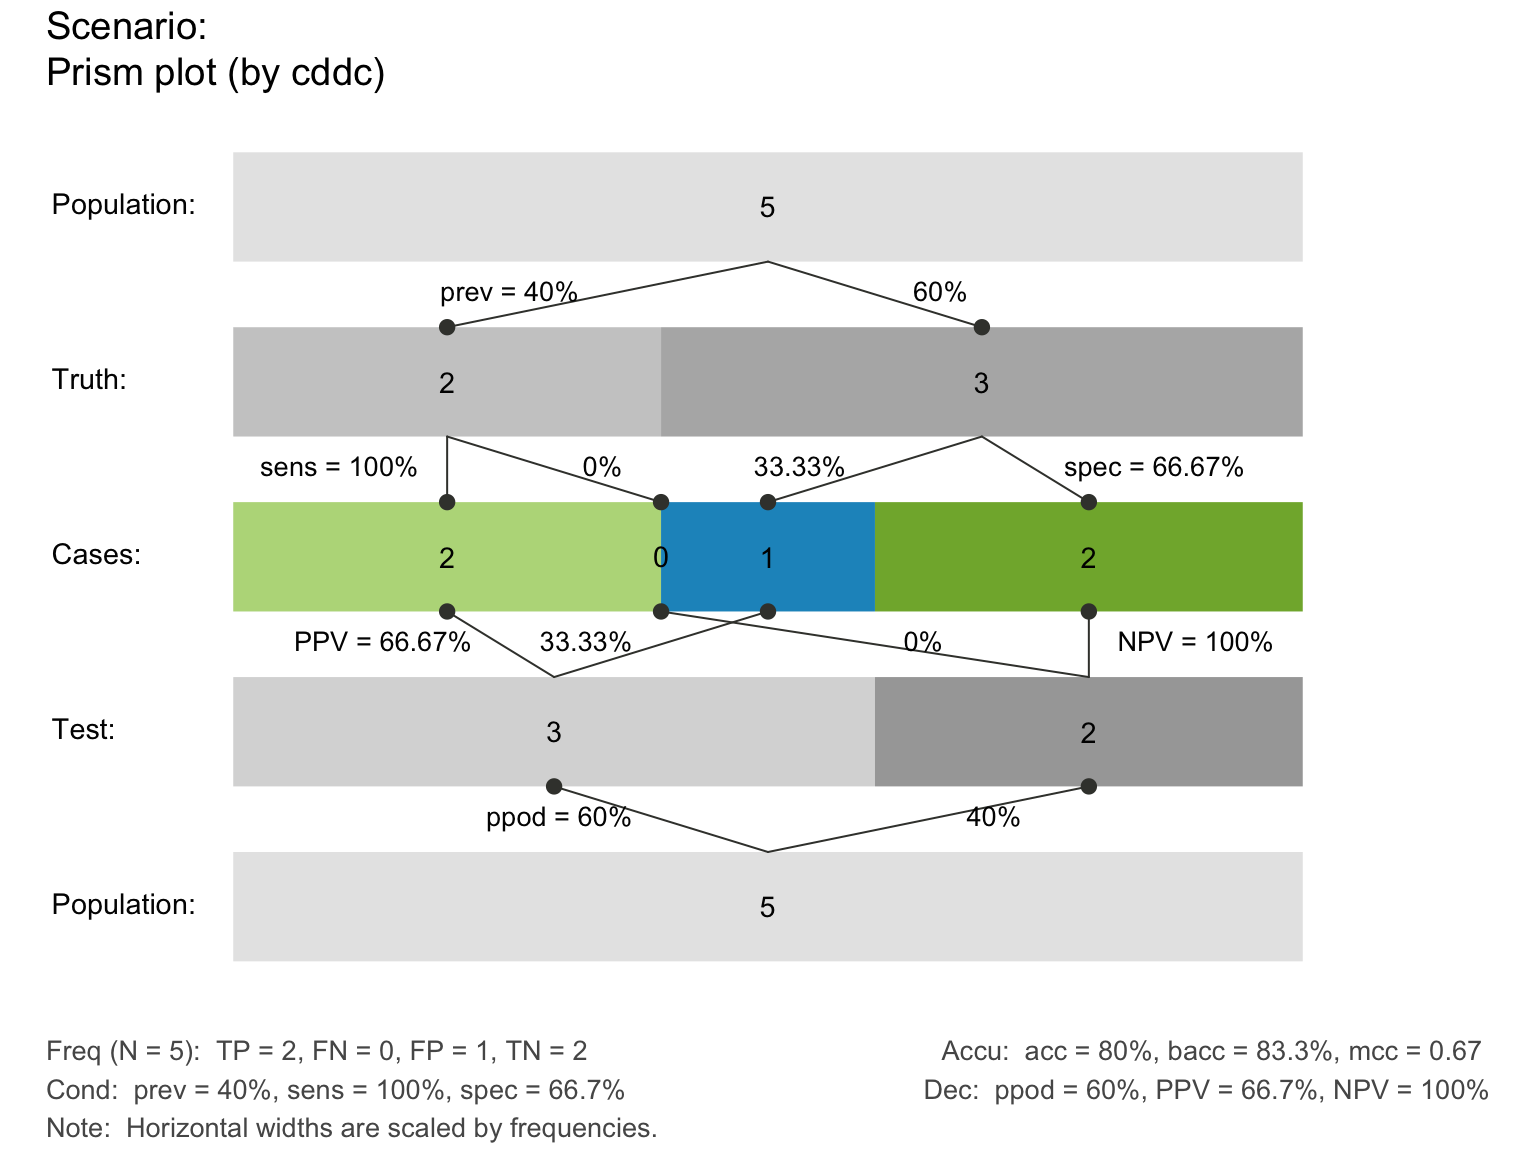 Scenario:
Prism plot (by cddc)
Population:
5
prev = 40%
60%
Truth:
2
3
sens = 100%
0%
33.33%
spec = 66.67%
Cases:
2
0
1
2
PPV = 66.67%
33.33%
0%
NPV = 100%
Test:
3
2
ppod = 60%
40%
Population:
5
Freq (N = 5):  TP = 2, FN = 0, FP = 1, TN = 2
Accu:  acc = 80%, bacc = 83.3%, mcc = 0.67
Cond:  prev = 40%, sens = 100%, spec = 66.7%
Dec:  ppod = 60%, PPV = 66.7%, NPV = 100%
Note:  Horizontal widths are scaled by frequencies.